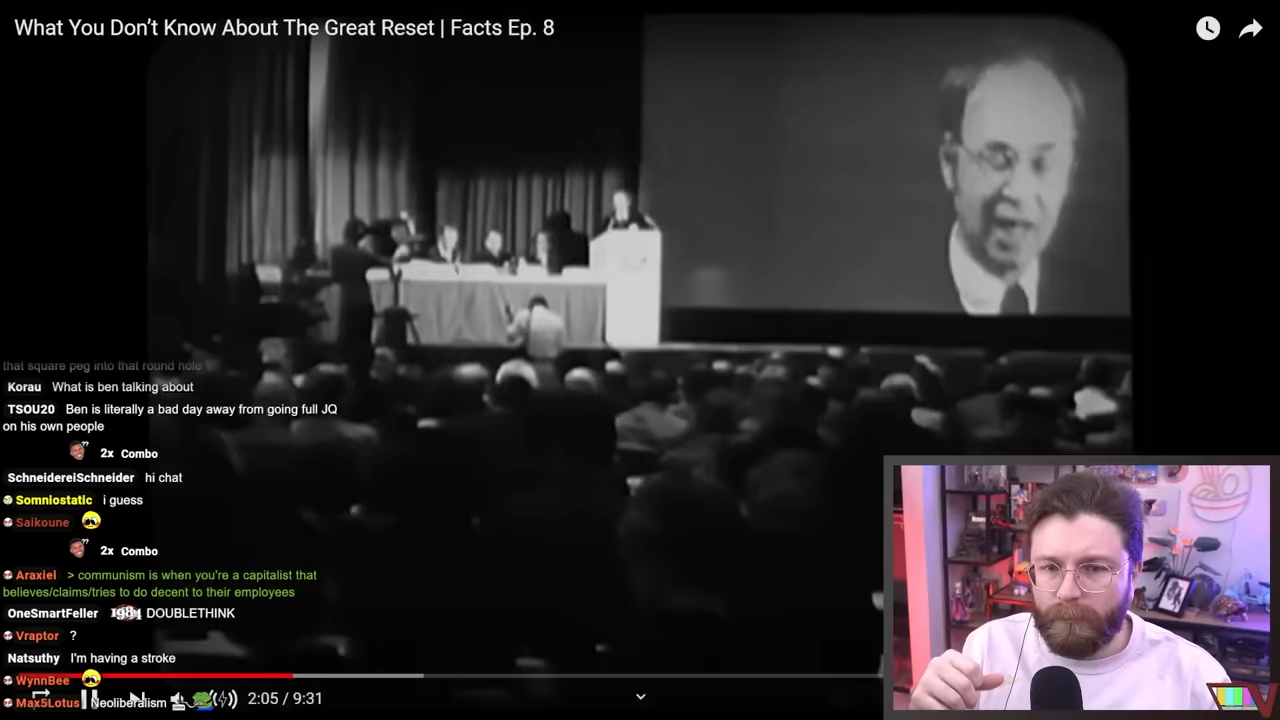 What You Don’t Know About The Great Reset | Facts Ep. 8
that square peg into that round hole
Korau What is ben talking about
TSOU20 Ben is literally a bad day away from going full JQ
on his own people
2x Combo
SchneidereiSchneider hi chat
Somniostatic i guess
Saikoune
2x Combo
Araxiel > communism is when you're a capitalist that
believes/claims/tries to do decent to their employees
OneSmartFeller 1984 DOUBLETHINK
Vraptor ?
Natsuthy I'm having a stroke
WynnBee
Max5Lotus Neoliberalism
2:05 / 9:31